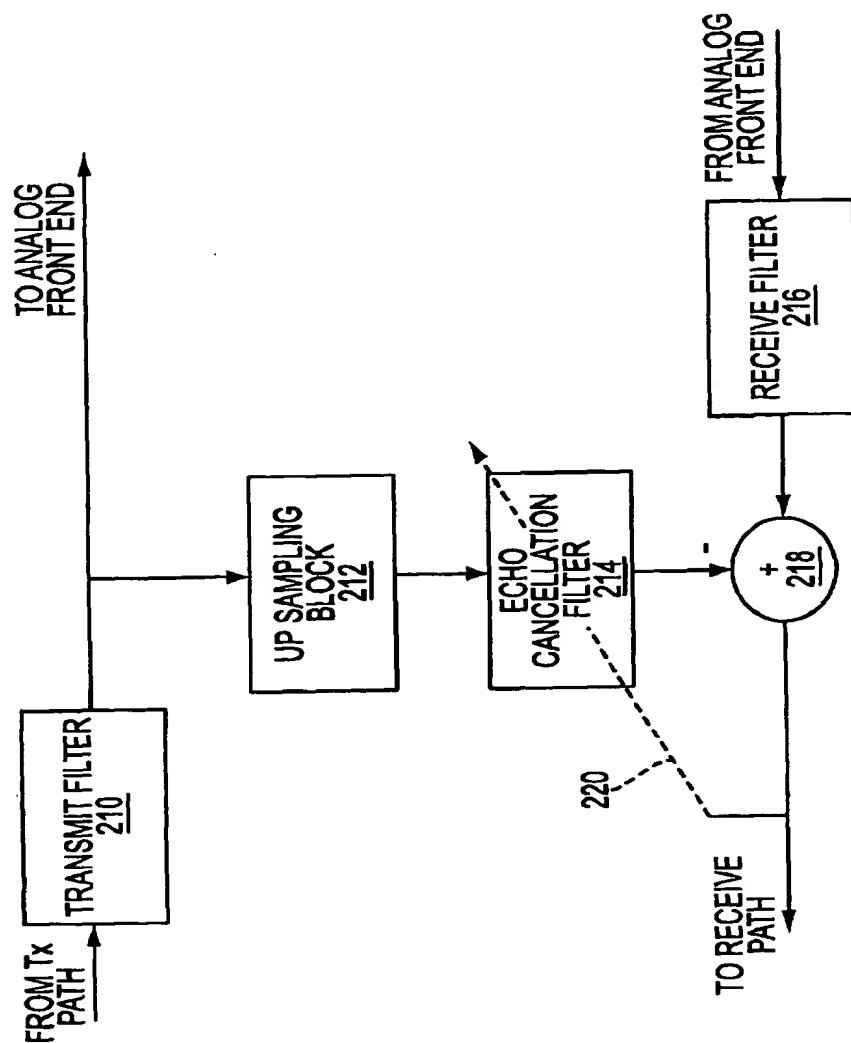 FROM Tx
PATH
TRANSMIT FILTER
210
TO ANALOG
FRONT END
UP SAMPLING
BLOCK
212
ECHO
CANCELLATION
FILTER
214
-
+
218
220
TO RECEIVE
PATH
RECEIVE FILTER
216
FROM ANALOG
FRONT END